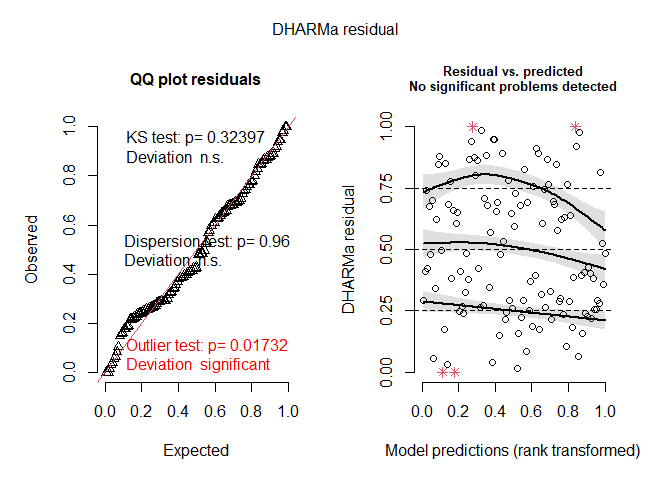 DHARMa residual
QQ plot residuals
KS test: p= 0.32397
Deviation n.s.
Dispersion test: p= 0.96
Deviation n.s.
Outlier test: p= 0.01732
Deviation significant
Observed
0.0 0.2 0.4 0.6 0.8 1.0
0.0 0.2 0.4 0.6 0.8 1.0
Expected
Residual vs. predicted
No significant problems detected
DHARMa residual
0.00 0.25 0.50 0.75 1.00
0.0 0.2 0.4 0.6 0.8 1.0
Model predictions (rank transformed)